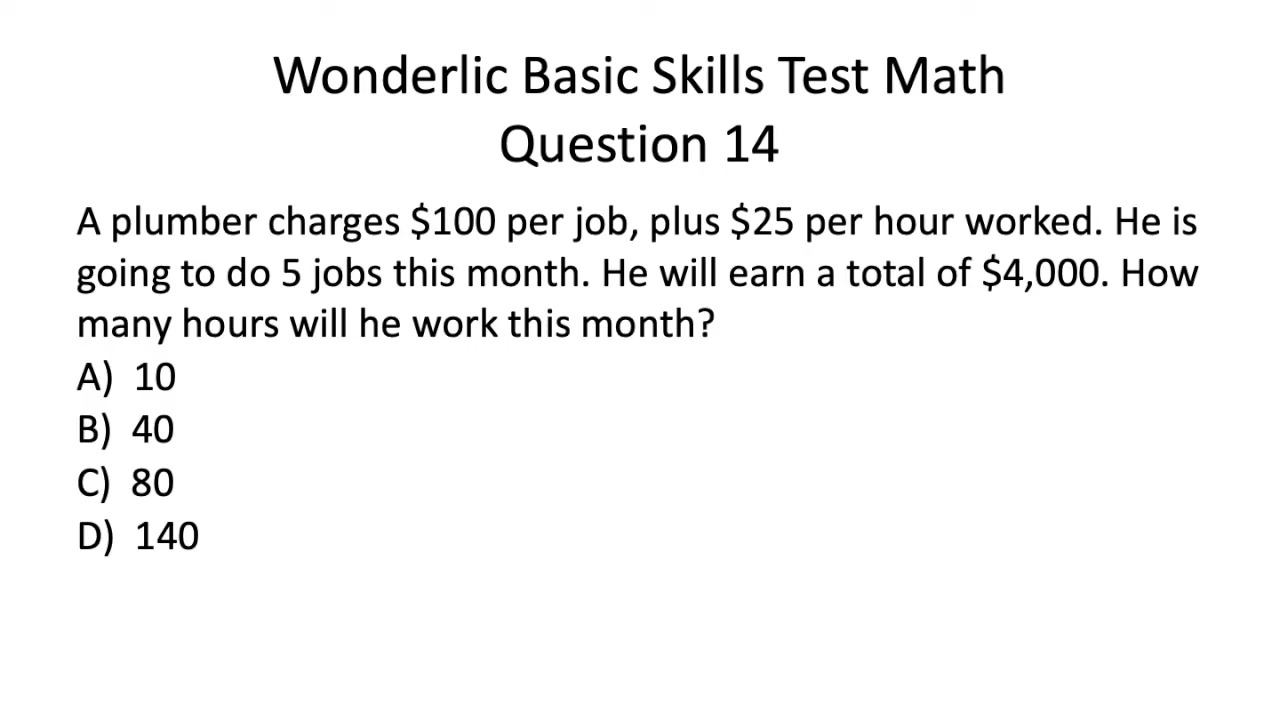 Wonderlic Basic Skills Test Math
Question 14
A plumber charges $100 per job, plus $25 per hour worked. He is
going to do 5 jobs this month. He will earn a total of $4,000. How
many hours will he work this month?
A) 10
B) 40
C) 80
D) 140